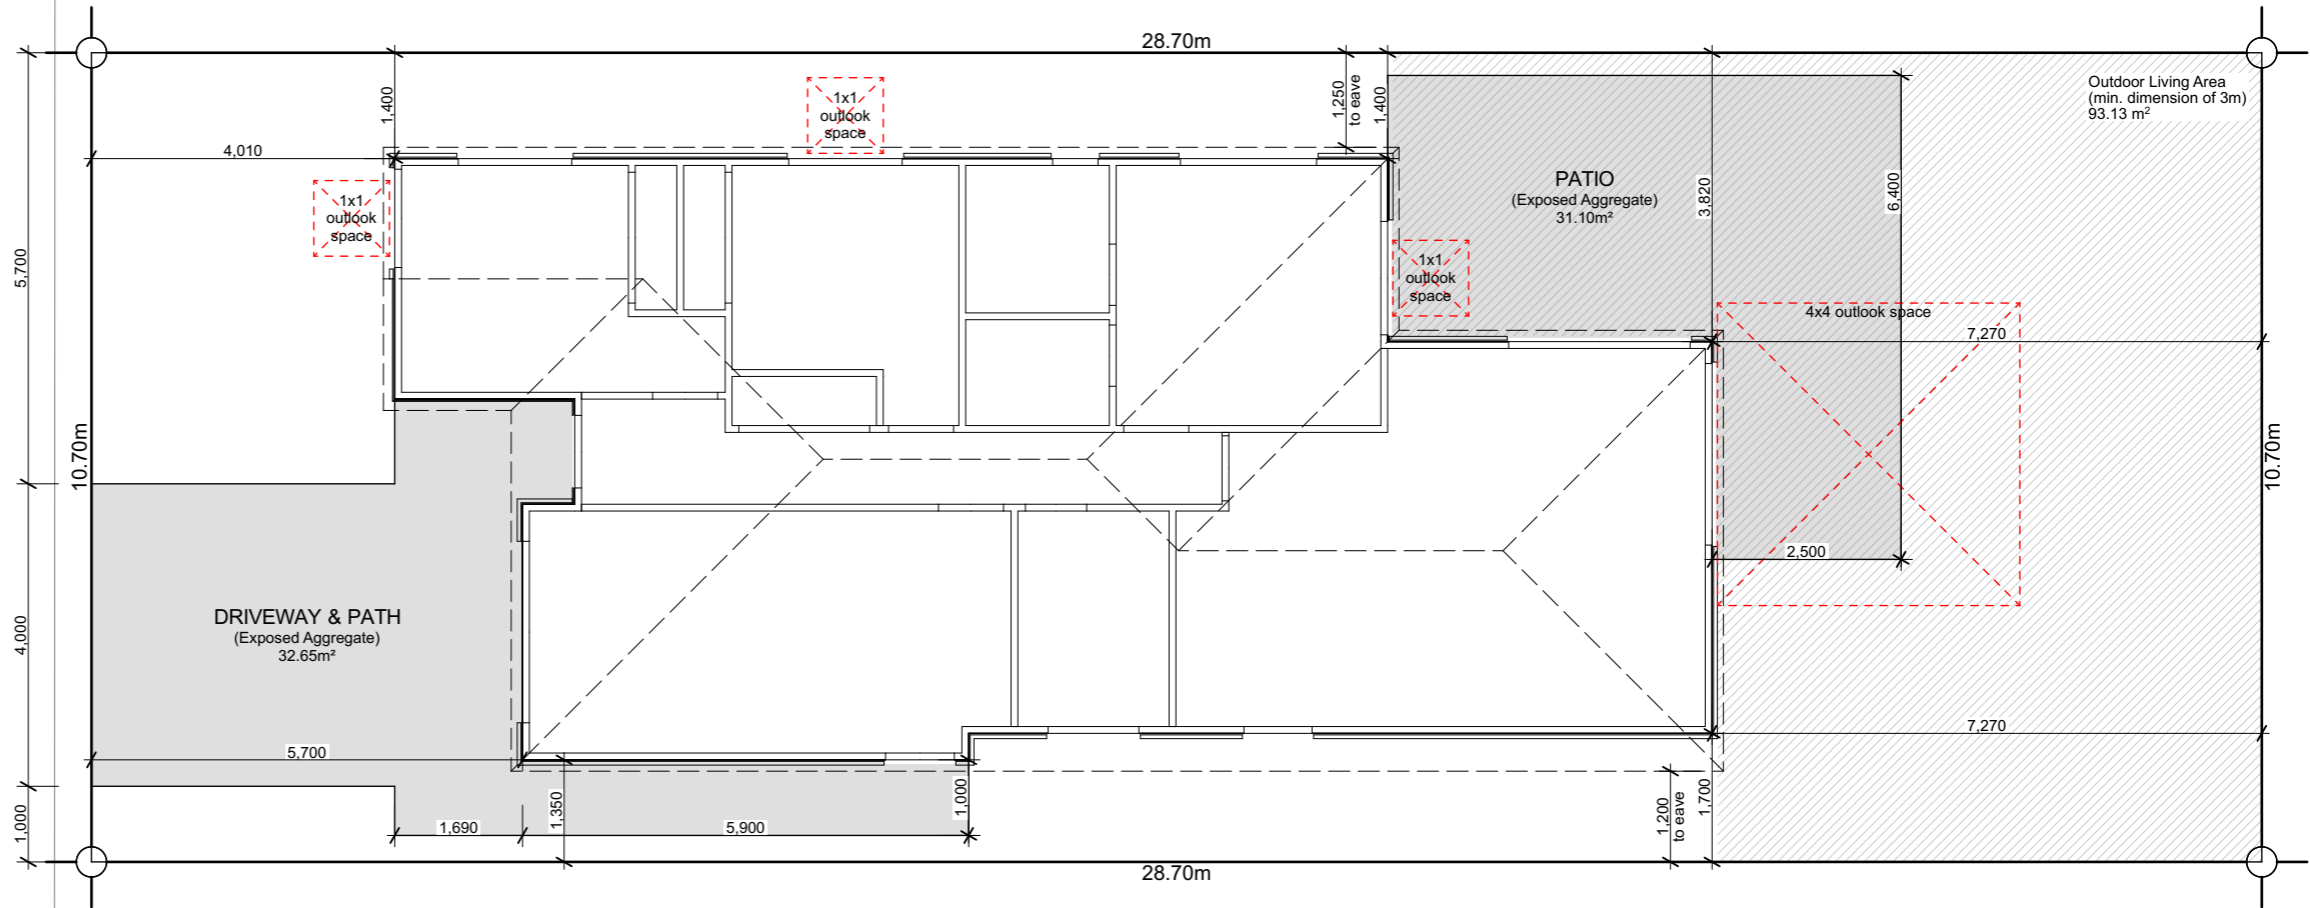 28.70m
Outdoor Living Area
(min. dimension of 3m)
93.13 m²
1,400
1x1
outlook
space
1,250
to eave
1,400
4,010
1x1
outlook
space
PATIO
(Exposed Aggregate)
31.10m²
3,820
6,400
5,700
1x1
outlook
space
4x4 outlook space
7,270
10.70m
10.70m
2,500
DRIVEWAY & PATH
(Exposed Aggregate)
32.65m²
4,000
5,700
7,270
1,000
1,350
1,690
5,900
1,000
1,200
to eave
1,700
28.70m